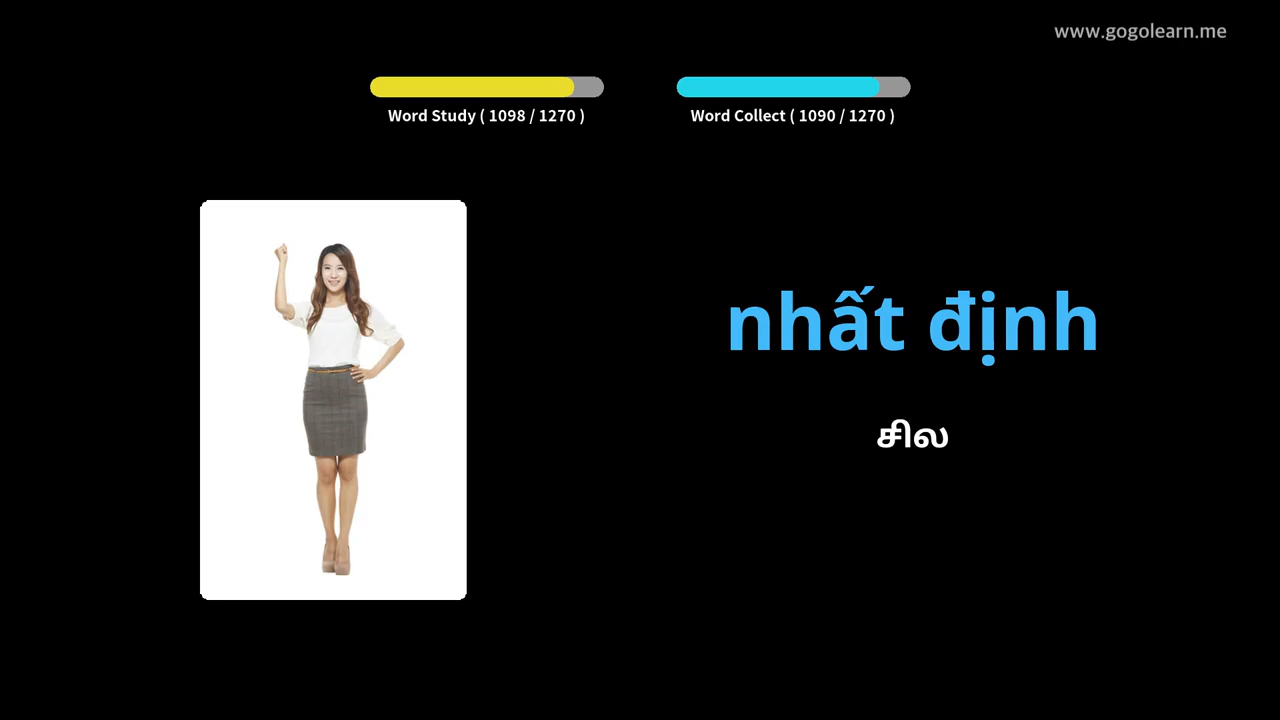 www.gogolearn.me
Word Study ( 1098 / 1270 )
Word Collect ( 1090 / 1270 )
nhất định
சில